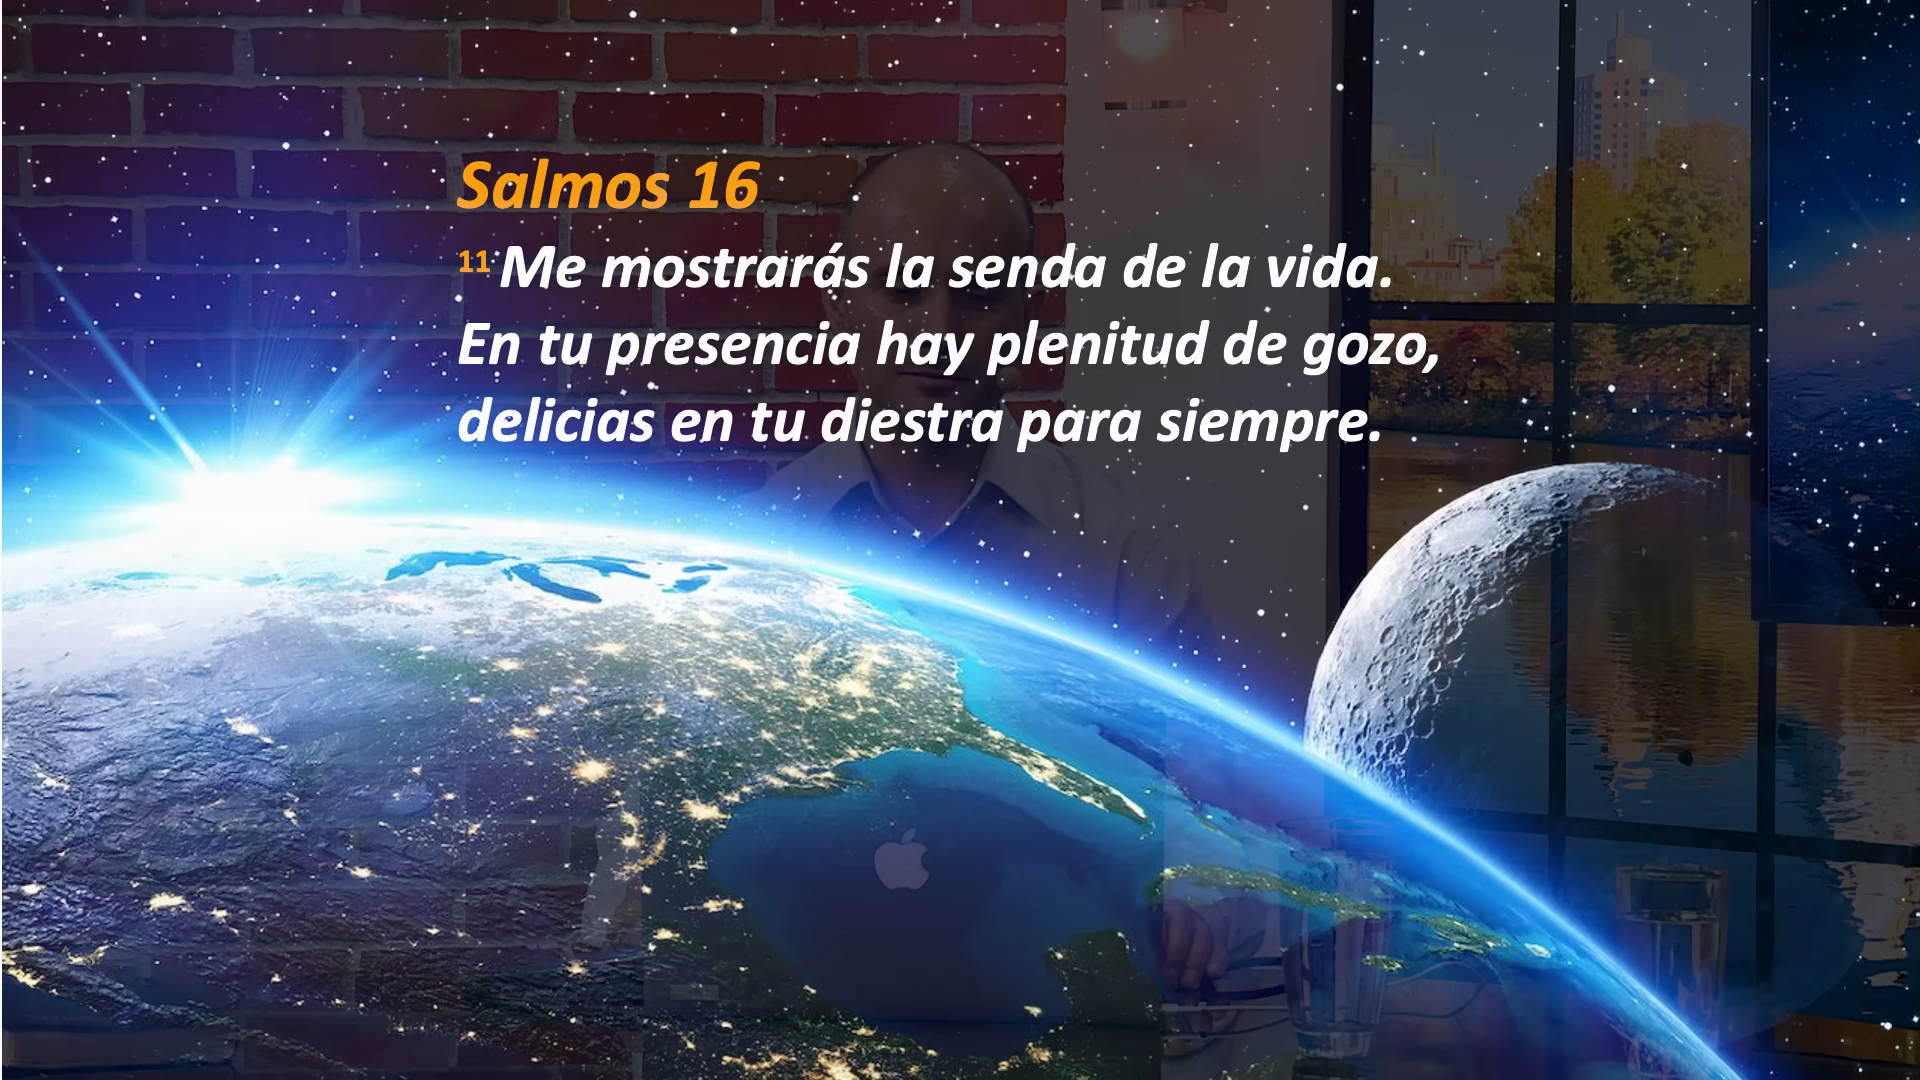 Salmos 16
11 Me mostrarás la senda de la vida.
En tu presencia hay plenitud de gozo,
delicias en tu diestra para siempre.